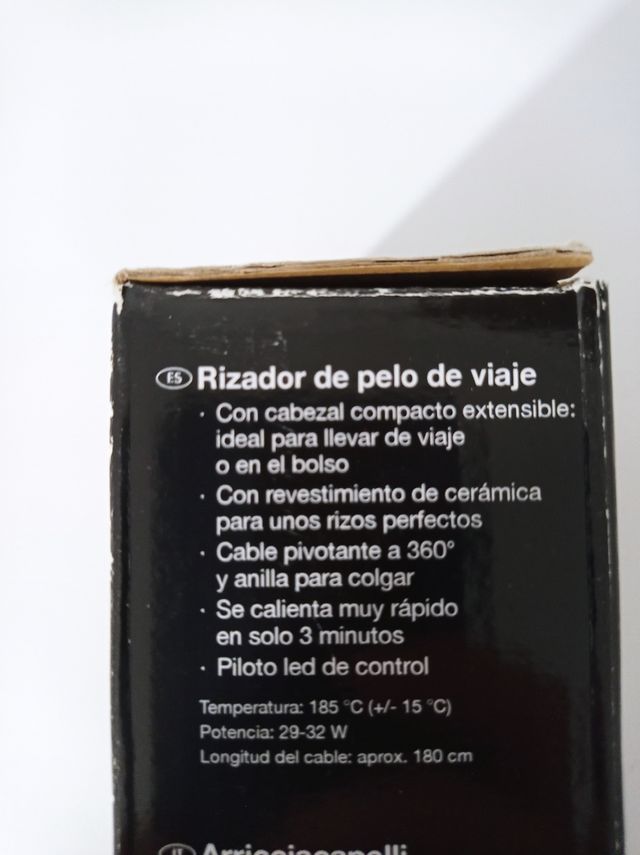 ES Rizador de pelo de viaje
· Con cabezal compacto extensible:
ideal para llevar de viaje
o en el bolso
· Con revestimiento de cerámica
para unos rizos perfectos
· Cable pivotante a 360°
y anilla para colgar
· Se calienta muy rápido
en solo 3 minutos
· Piloto led de control
Temperatura: 185 °C (+/- 15 °C)
Potencia: 29-32 W
Longitud del cable: aprox. 180 cm
IT Arricciacapelli